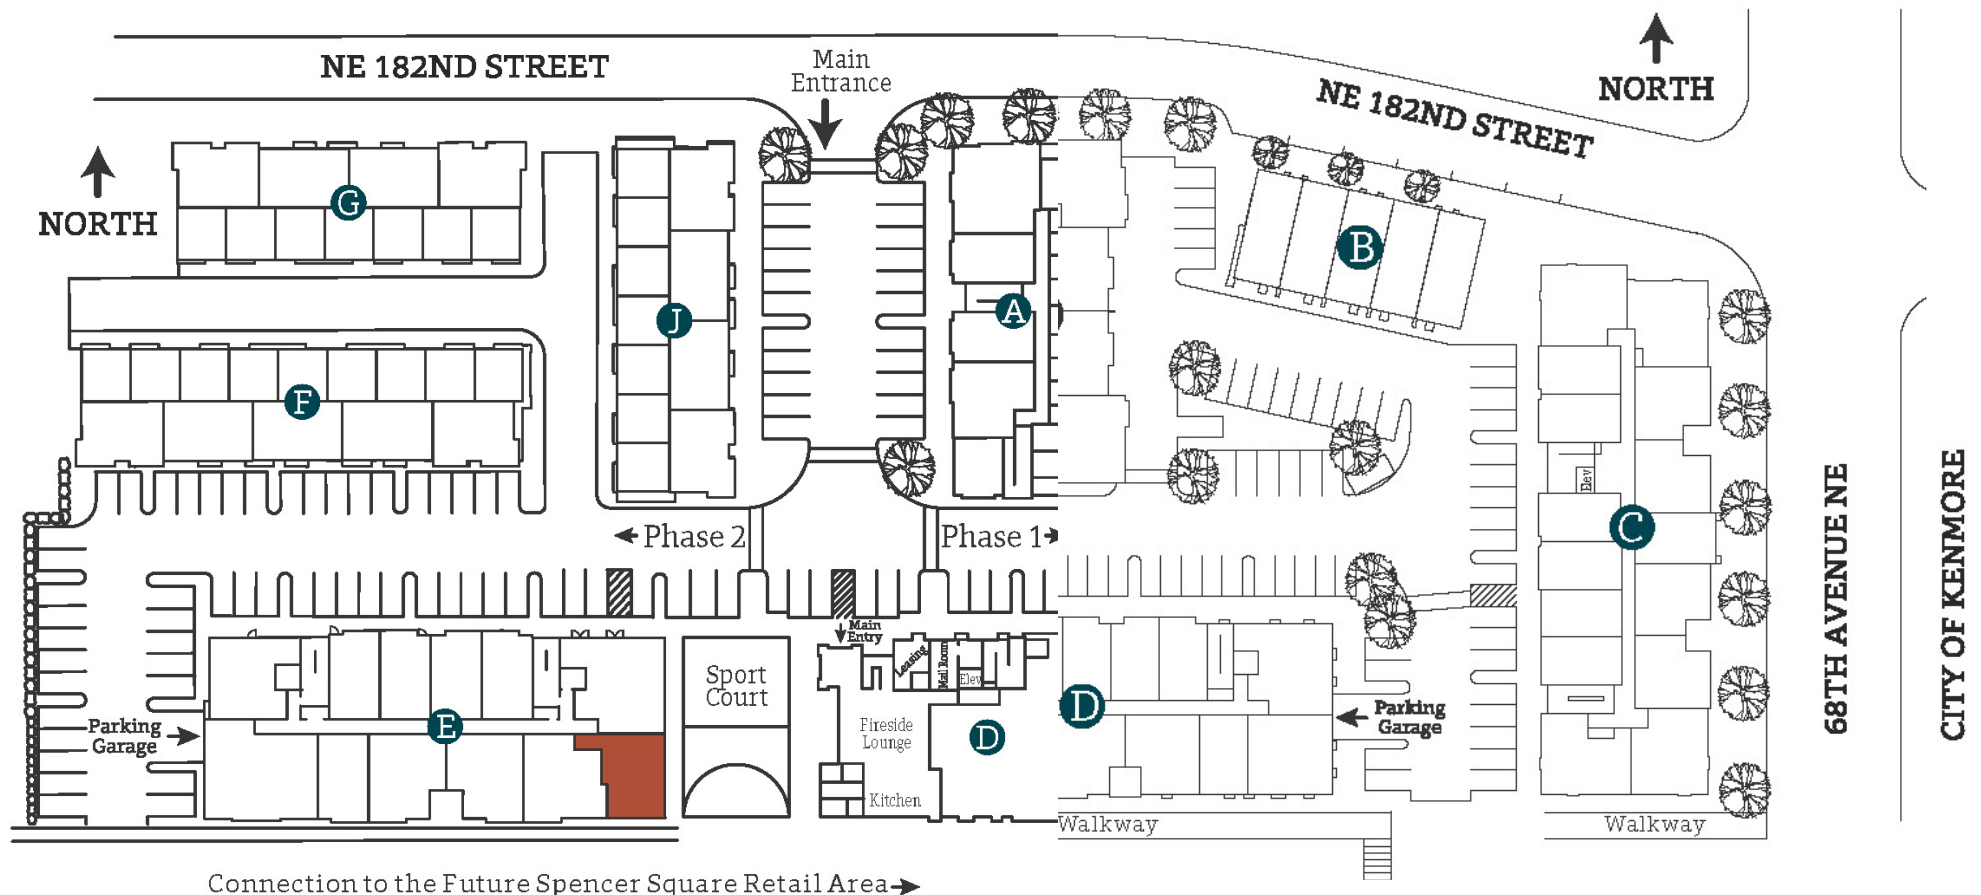 NE 182ND STREET
Main
Entrance
NORTH
NE 182ND STREET
NORTH
G
J
A
B
F
C
Elev
Phase 2
Phase 1
68TH AVENUE NE
CITY OF KENMORE
Main
Entry
Leasing
Mail Room
Elev
Sport
Court
Parking
Garage
E
Fireside
Lounge
D
D
Parking
Garage
Kitchen
Walkway
Walkway
Connection to the Future Spencer Square Retail Area